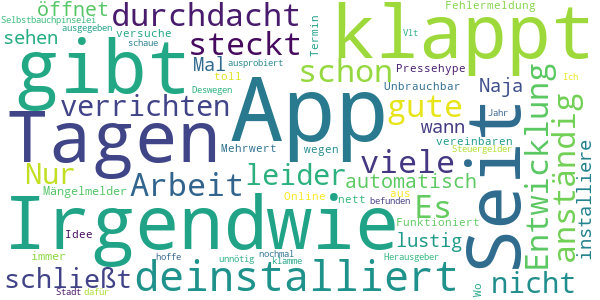 öffnet
Selbstbauchpinselei
ausgegeben
durchdacht
Fehlermeldung
versuche
Termin
Vlt
klappt
sehen
schaue
steckt
gibt
Mal
ausprobiert
Deswegen
toll
schon
Pressehype
Unbrauchbar
Naja
Ich
App
verrichten
gute
Seit
Jahr
Entwicklung
anständig
Tagen
wann
Mehrwert
wegen
viele
vereinbaren
Steuergelder
installiere
Nur
Arbeit
leider
automatisch
Mängelmelder
Online
nett
aus
befunden
Es
Irgendwie
Funktioniert
lustig
nicht
Idee
immer
hoffe
nochmal
unnötig
klamme
Herausgeber
schließt
deinstalliert
Wo
Stadt
dafür